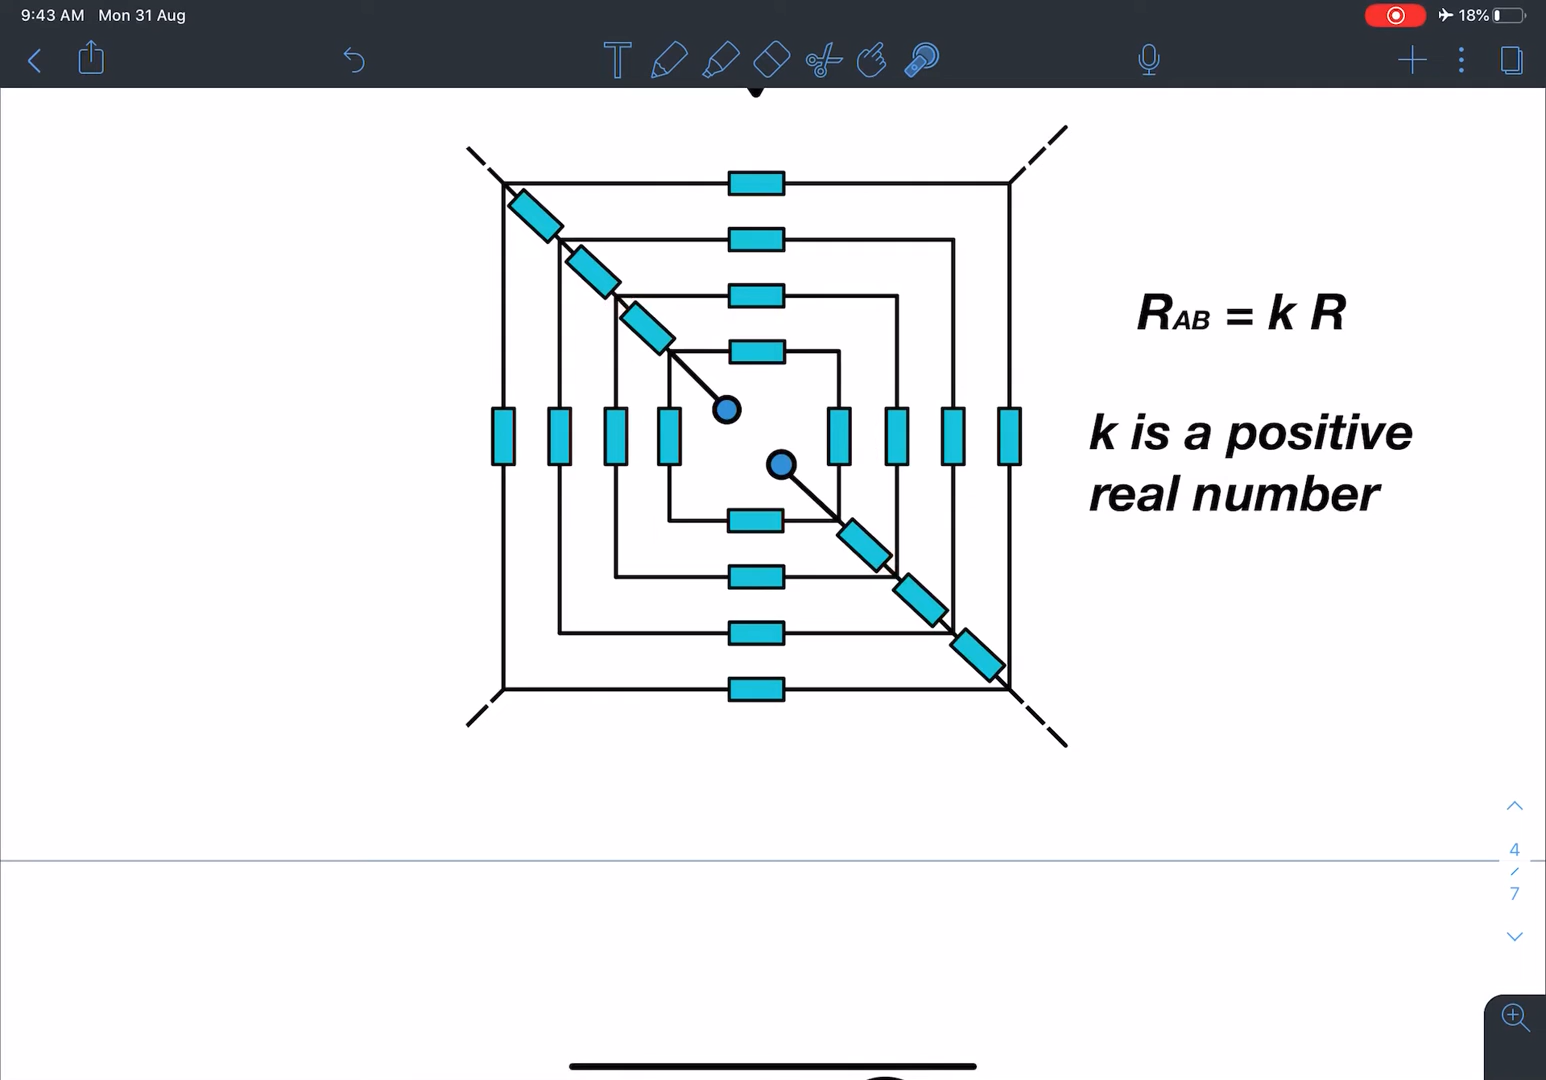 9:43 AM Mon 31 Aug
18%
T
RAB = k R
k is a positive
real number
4
/
7